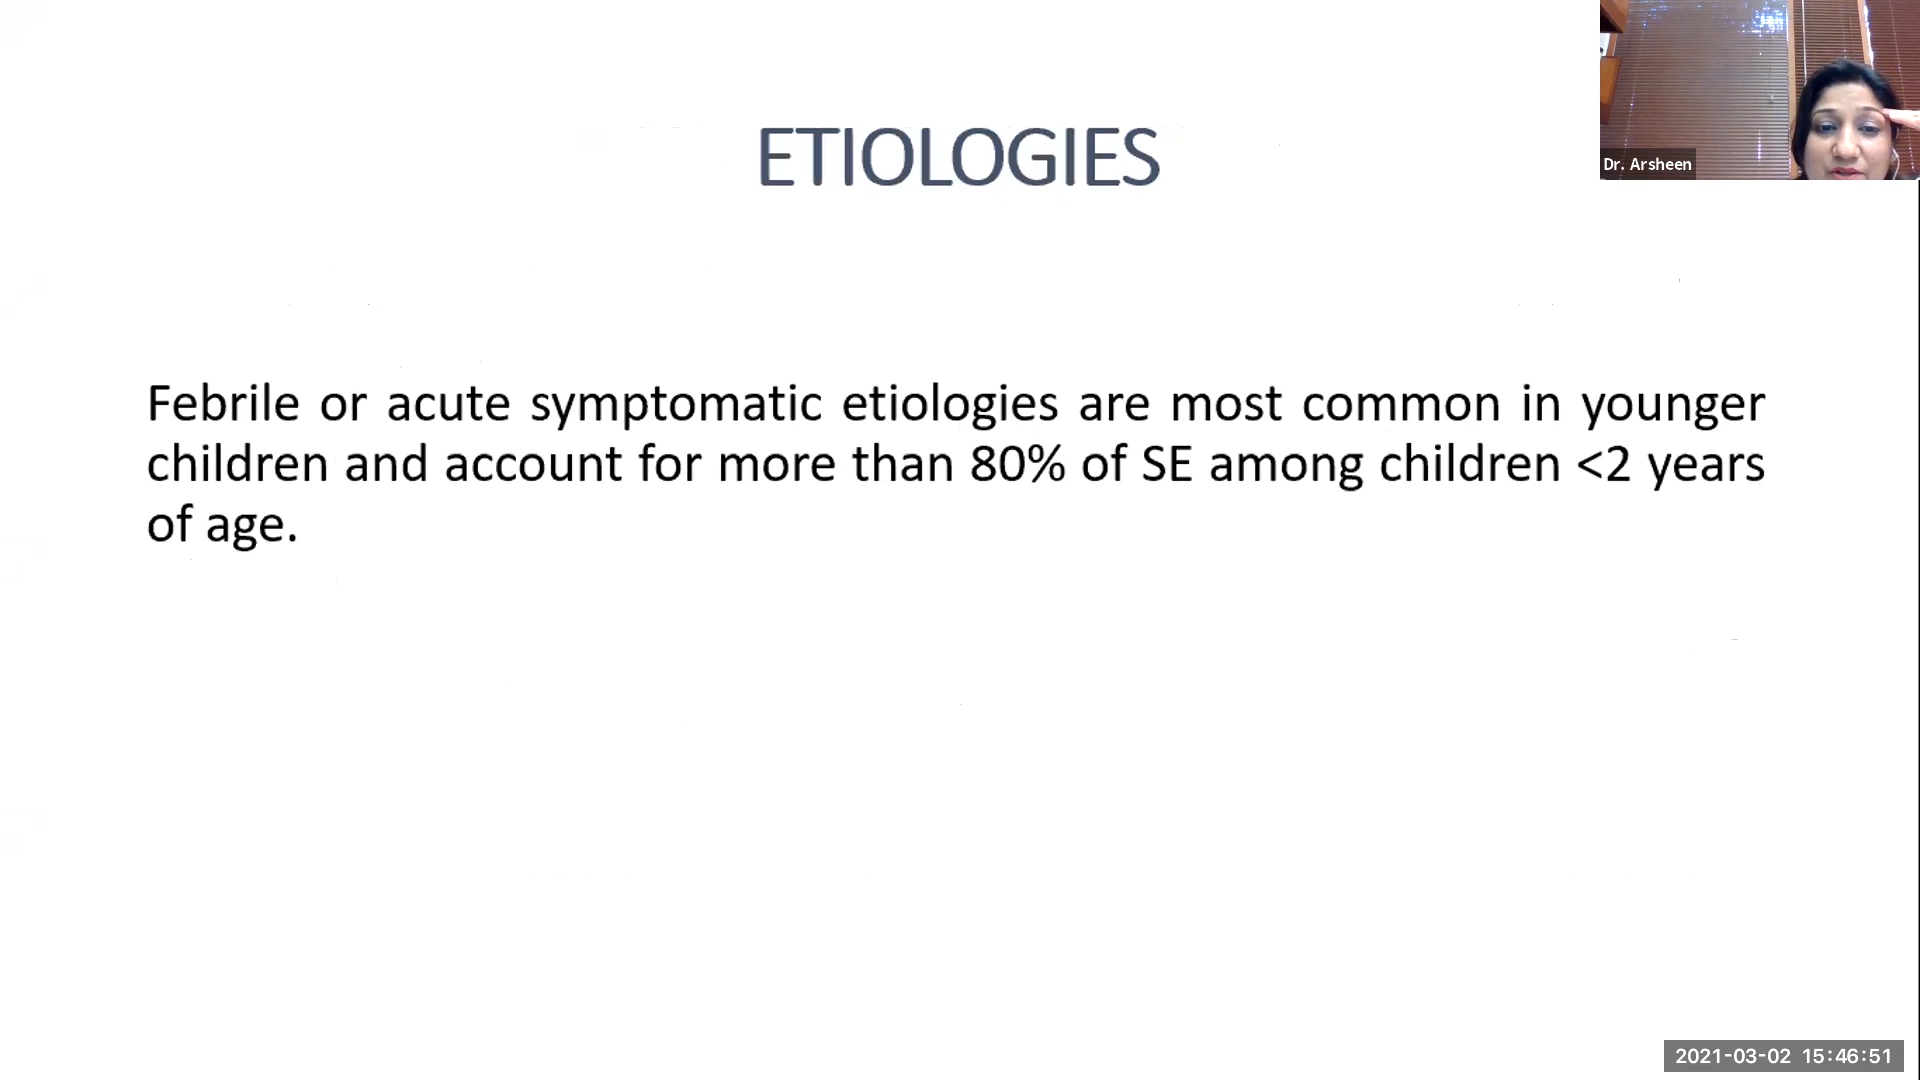 ETIOLOGIES
Dr. Arsheen
Febrile or acute symptomatic etiologies are most common in younger
children and account for more than 80% of SE among children <2 years
of age.
2021-03-02 15:46:51